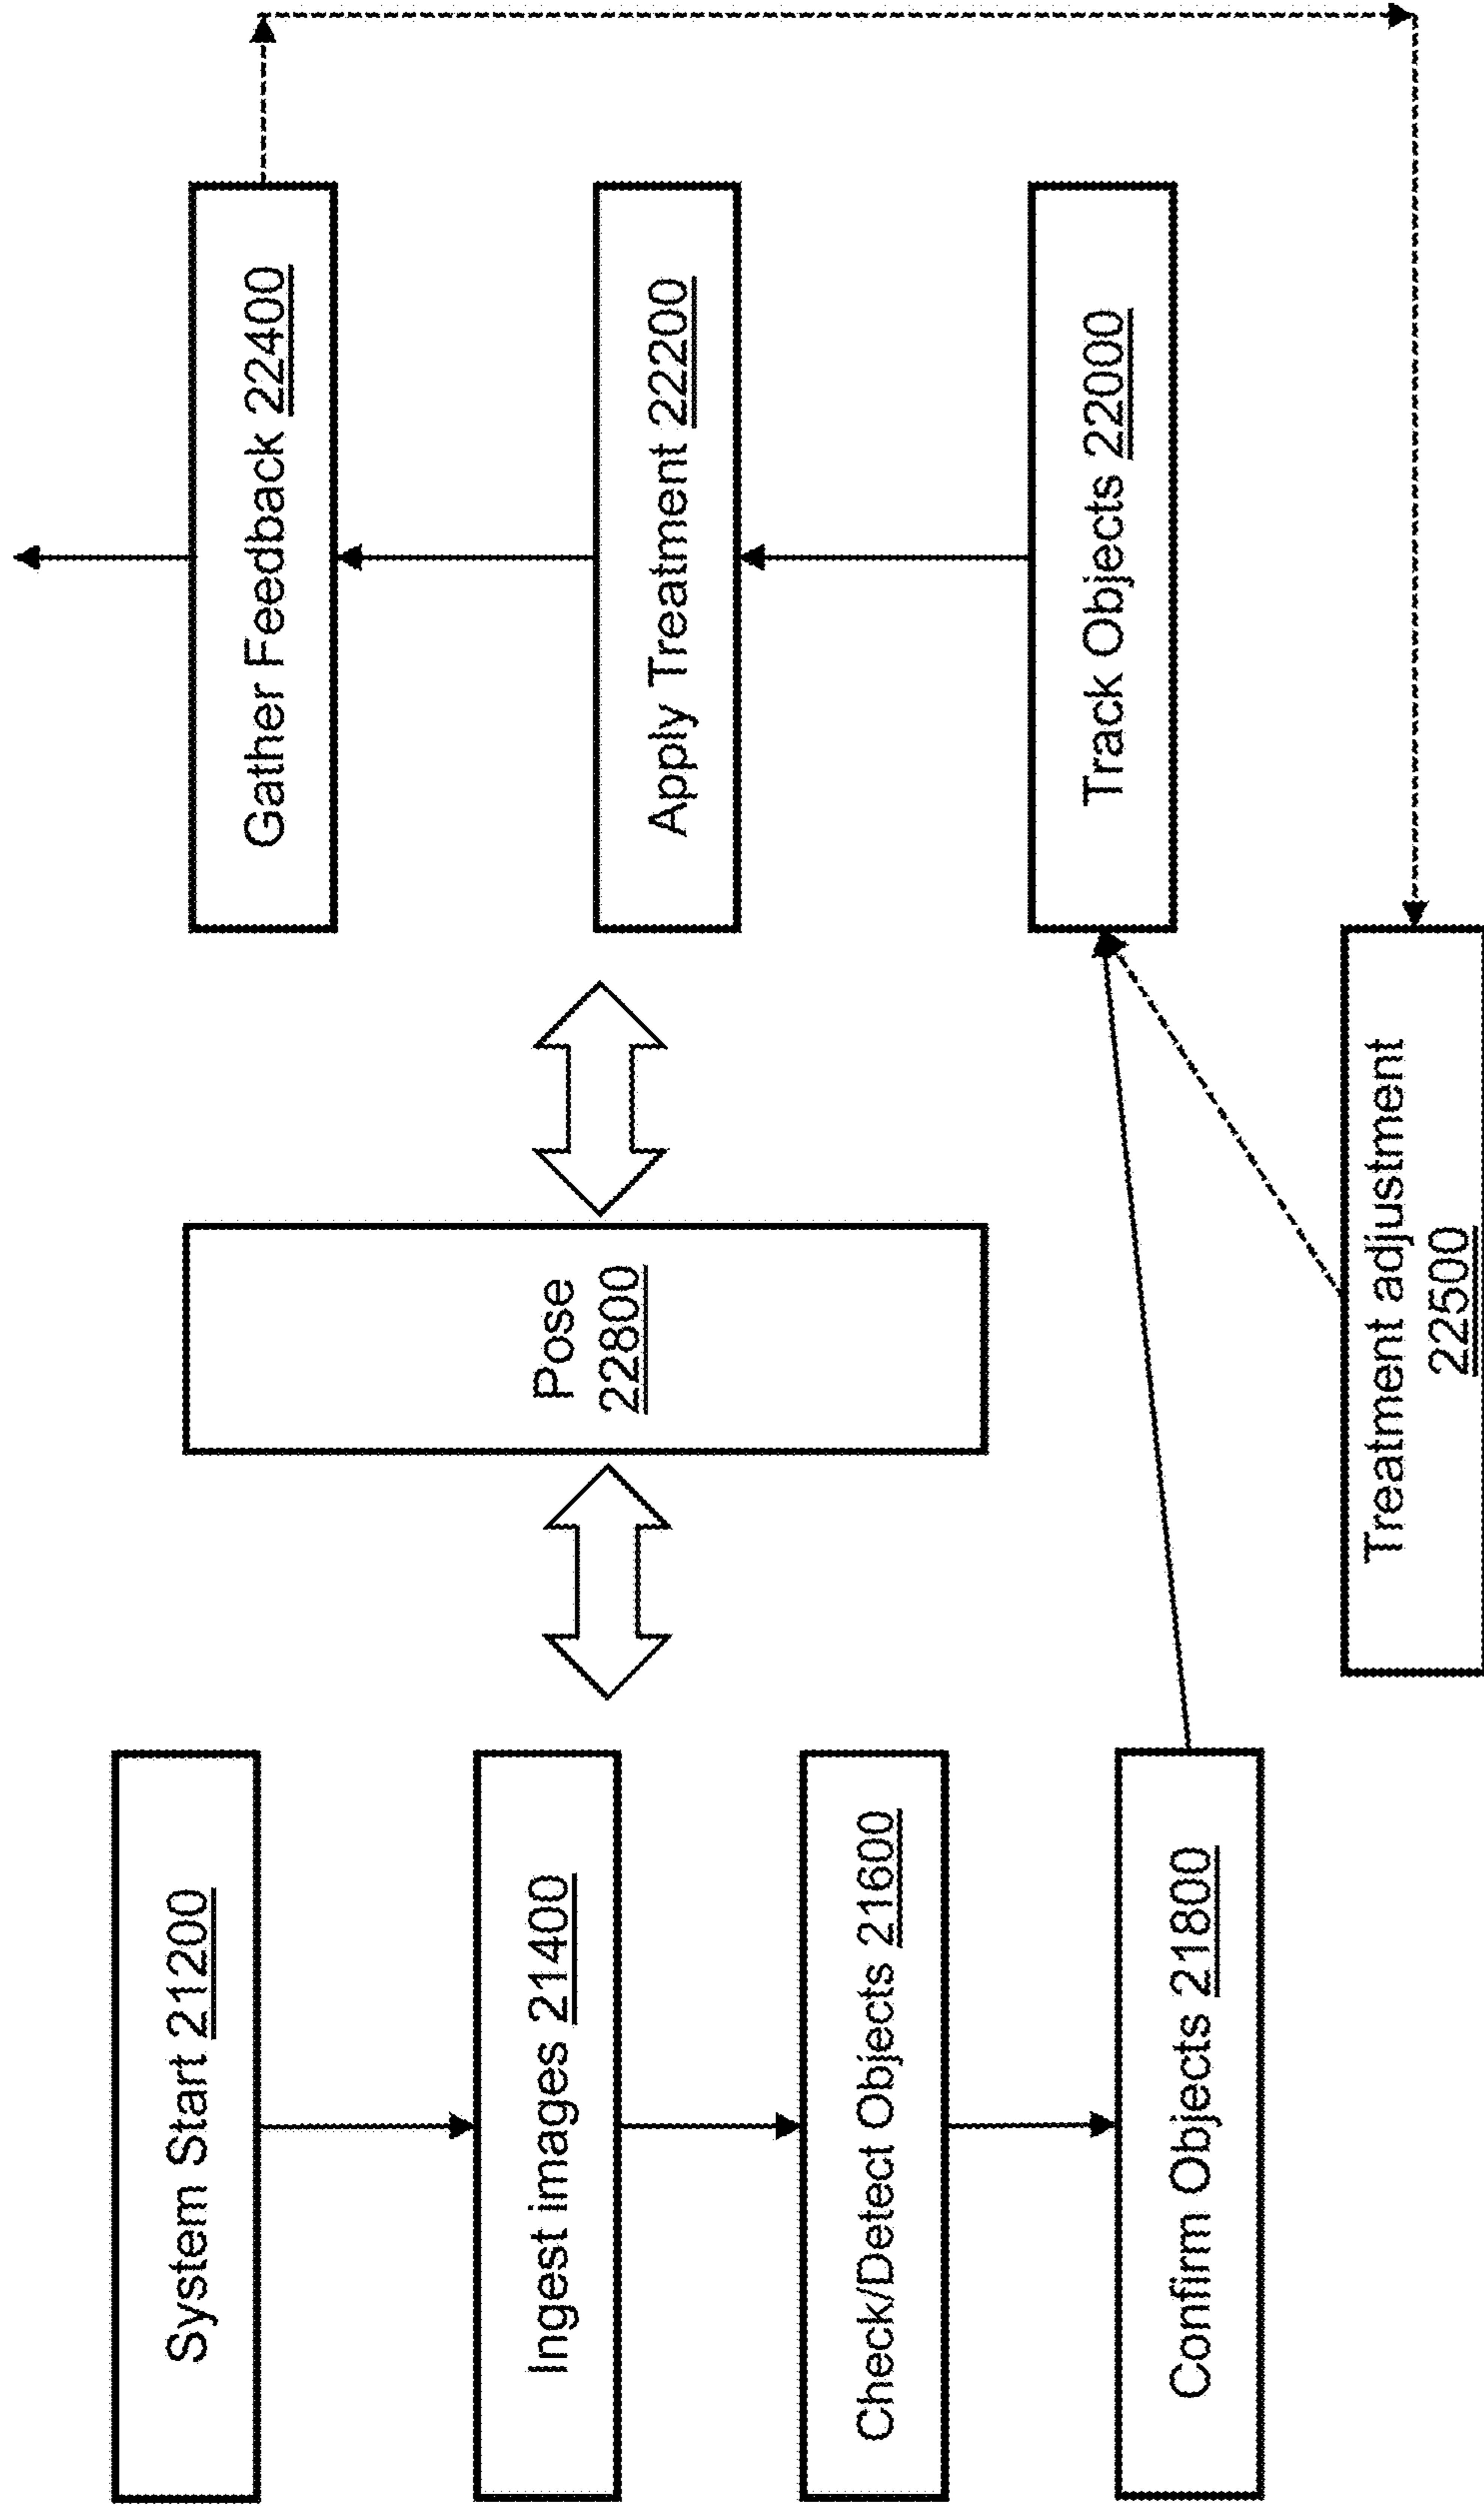 System Start 21200
Ingest images 21400
Check/Detect Objects 21600
Confirm Objects 21800
Pose
22800
Gather Feedback 22400
Apply Treatment 22200
Track Objects 22000
Treatment adjustment
22500